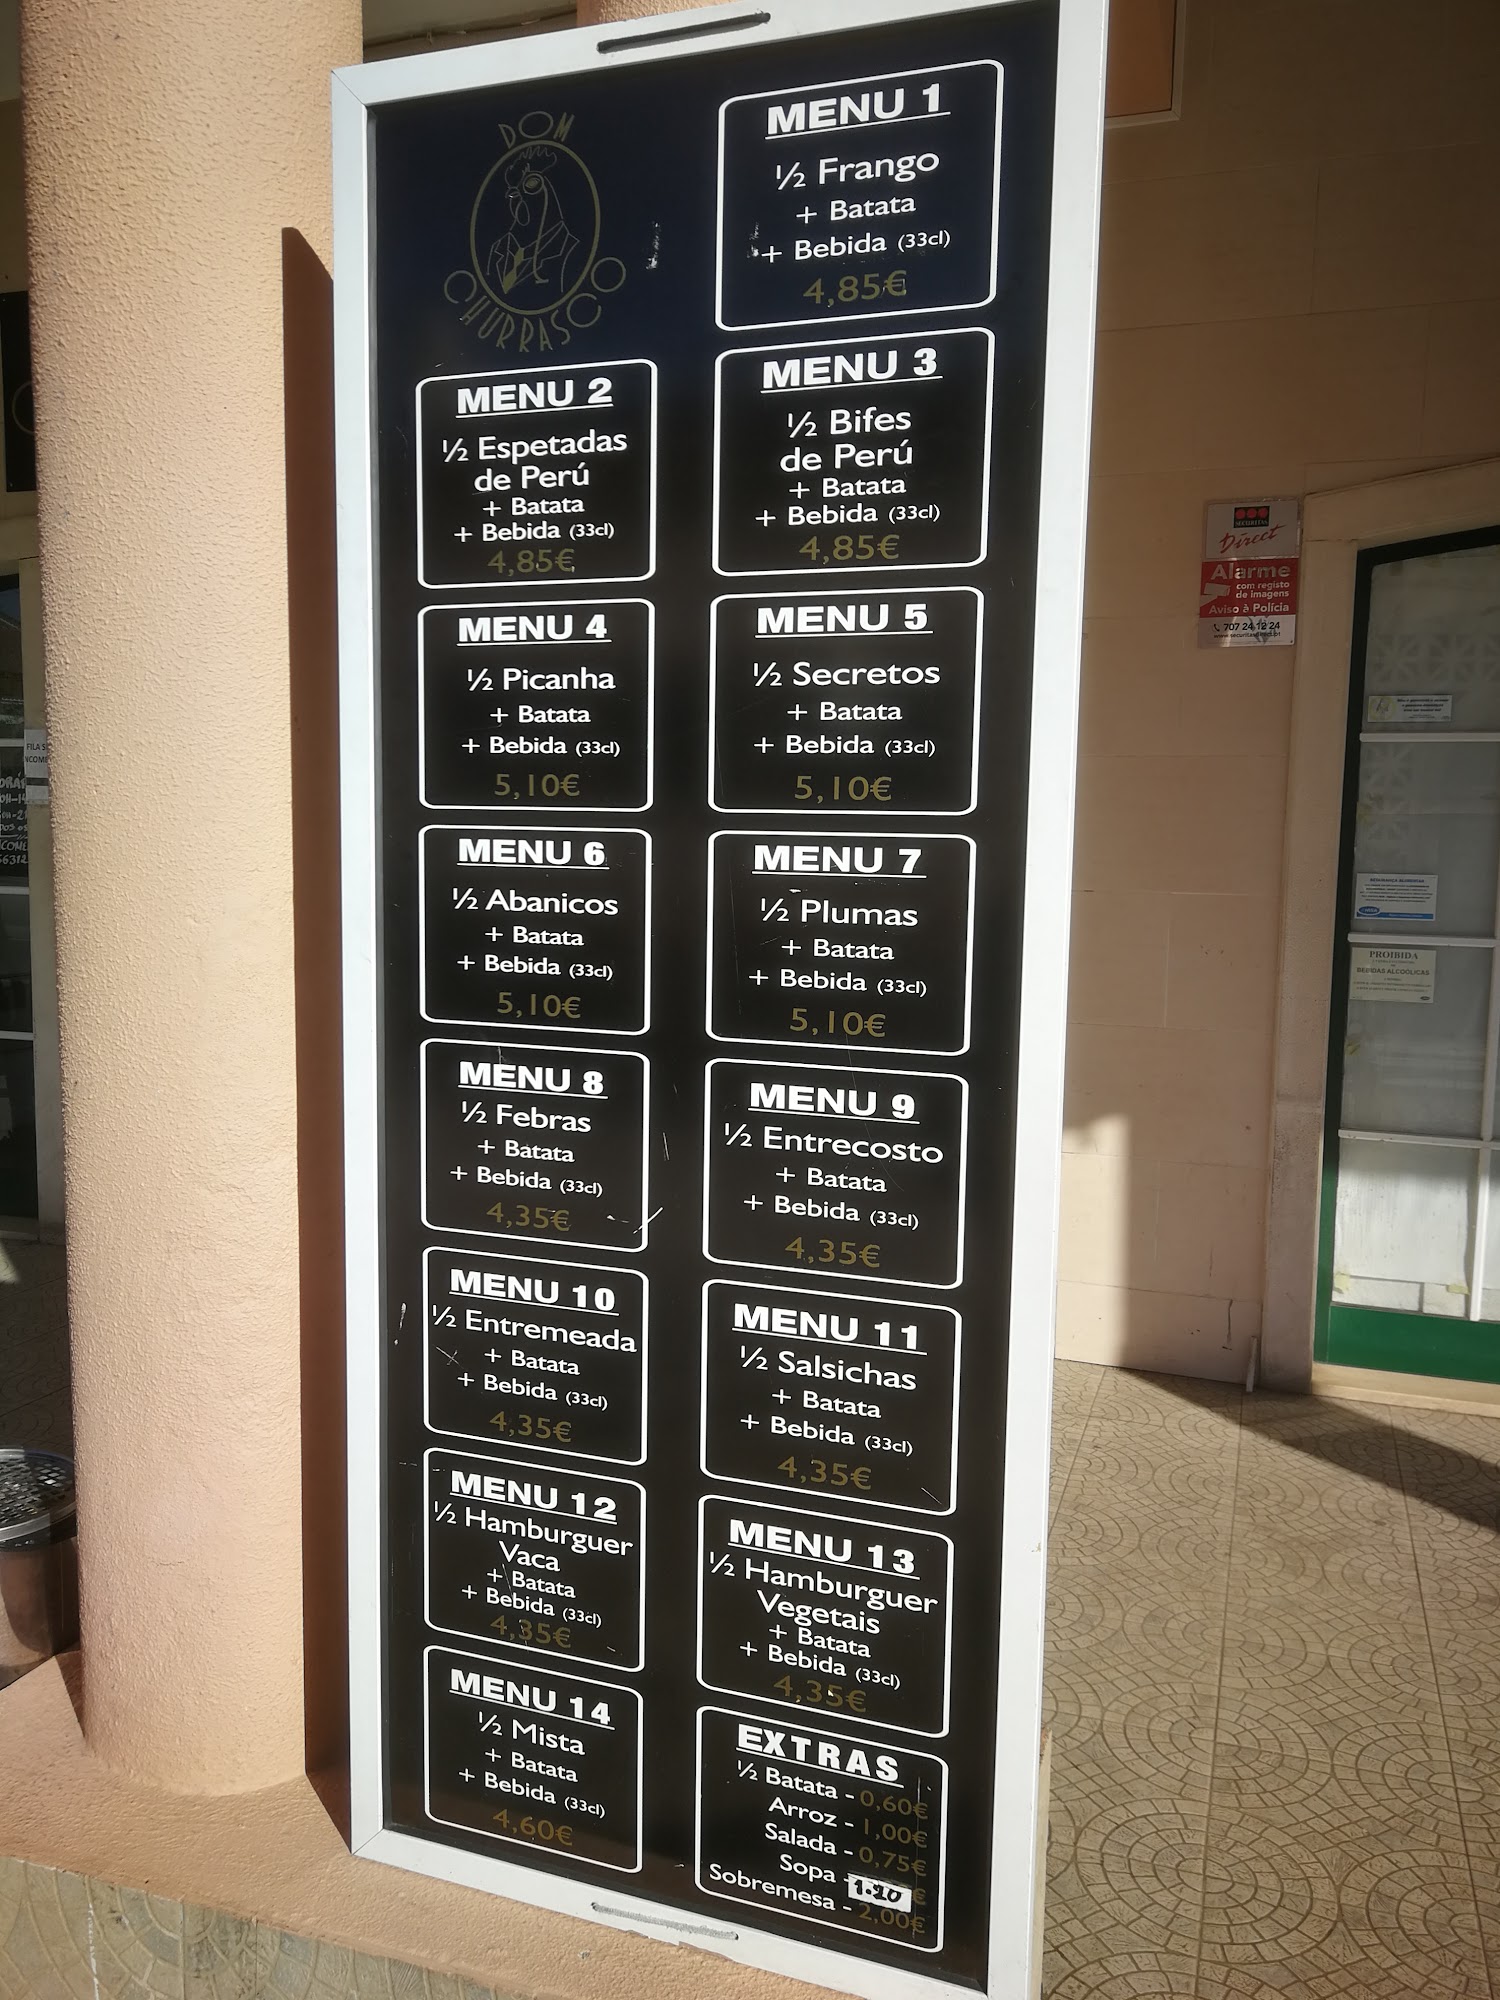 DOM
CHURRASCO
MENU 1
½ Frango
+ Batata
+ Bebida (33cl)
4,85€
MENU 2
½ Espetadas
de Perú
+ Batata
+ Bebida (33cl)
4,85€
MENU 3
½ Bifes
de Perú
+ Batata
+ Bebida (33cl)
4,85€
MENU 4
½ Picanha
+ Batata
+ Bebida (33cl)
5,10€
MENU 5
½ Secretos
+ Batata
+ Bebida (33cl)
5,10€
MENU 6
½ Abanicos
+ Batata
+ Bebida (33cl)
5,10€
MENU 7
½ Plumas
+ Batata
+ Bebida (33cl)
5,10€
MENU 8
½ Febras
+ Batata
+ Bebida (33cl)
4,35€
MENU 9
½ Entrecosto
+ Batata
+ Bebida (33cl)
4,35€
MENU 10
½ Entremeada
+ Batata
+ Bebida (33cl)
4,35€
MENU 11
½ Salsichas
+ Batata
+ Bebida (33cl)
4,35€
MENU 12
½ Hamburguer
Vaca
+ Batata
+ Bebida (33cl)
4,35€
MENU 13
½ Hamburguer
Vegetais
+ Batata
+ Bebida (33cl)
4,35€
MENU 14
½ Mista
+ Batata
+ Bebida (33cl)
4,60€
EXTRAS
½ Batata - 0,60€
Arroz - 1,00€
Salada - 0,75€
Sopa - 1.20 €
Sobremesa - 2,00€
SECURITAS
Direct
Alarme
com registo
de imagens
Aviso à Polícia
707 24 12 24
www.securitasdirect.pt
PROIBIDA
BEBIDAS ALCOÓLICAS
FILA